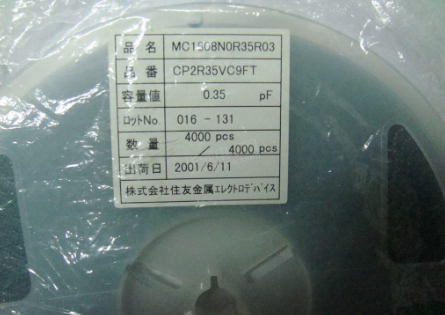 品 名 MC1608N0R35R03
品 番 CP2R35VC9FT
容量値 0.35 pF
ロットNo. 016 - 131
数 量 4000 pcs
／ 4000 pcs
出荷日 2001/6/11
株式会社住友金属エレクトロデバイス